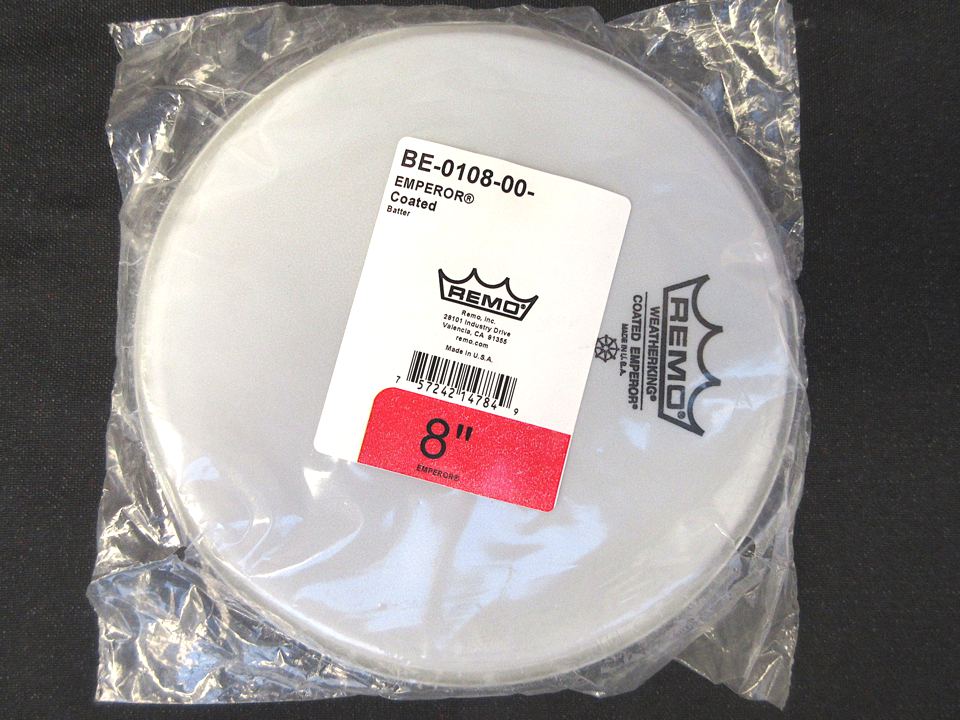 BE-0108-00-
EMPEROR®
Coated
Batter
REMO®
Remo, Inc.
28101 Industry Drive
Valencia, CA 91355
remo.com
Made in U.S.A.
7 57242 14784 9
8"
EMPEROR®
REMO®
WEATHERKING®
COATED EMPEROR®
MADE IN U.S.A.